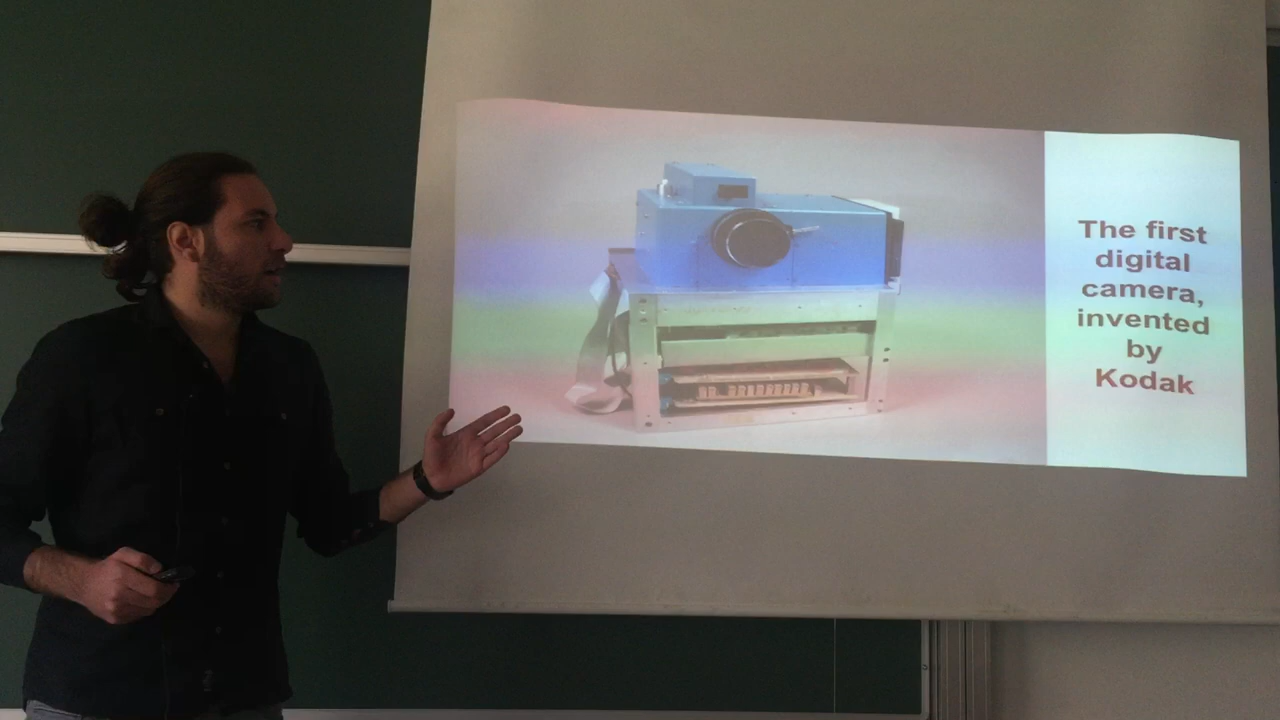 The first
digital
camera,
invented
by
Kodak